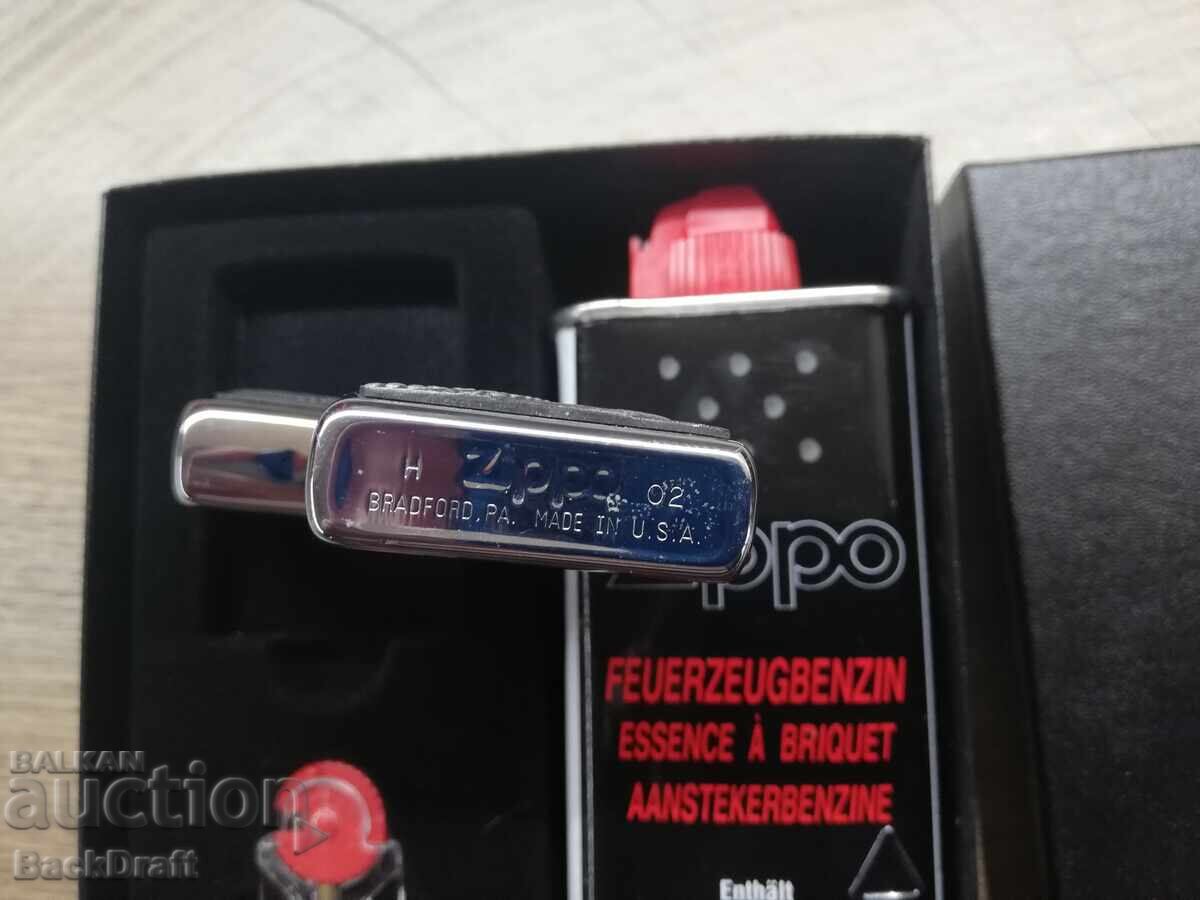 H Zippo 02
BRADFORD, PA. MADE IN U.S.A.
Zippo
FEUERZEUGBENZIN
ESSENCE À BRIQUET
AANSTEKERBENZINE
Enthält
BALKAN
auction
BackDraft